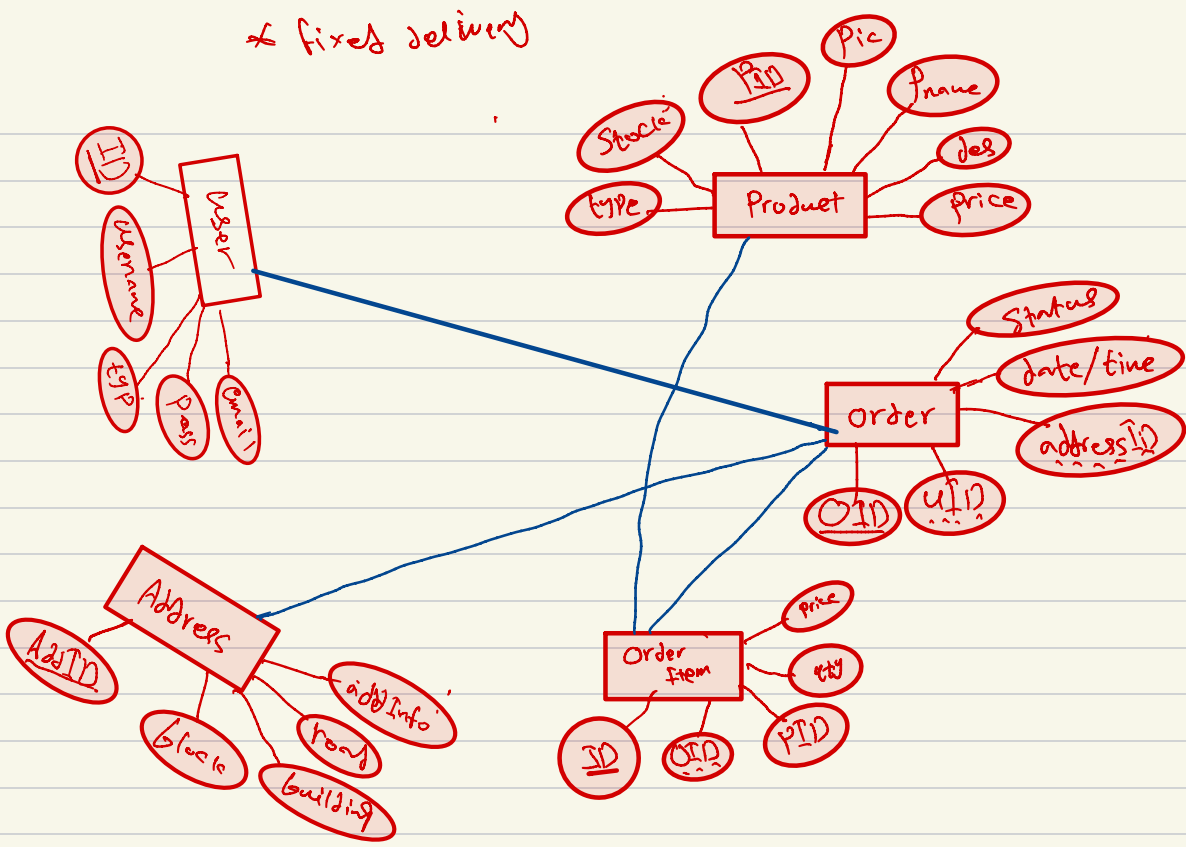 * fixed delivery
Pic
PID
Pname
Stock
des
type
Product
price
ID
User
username
typ
Pass
email
Status
date/time
order
addressID
OID
UID
Address
AddID
block
building
road
addInfo
Order
Item
price
qty
PID
OID
ID